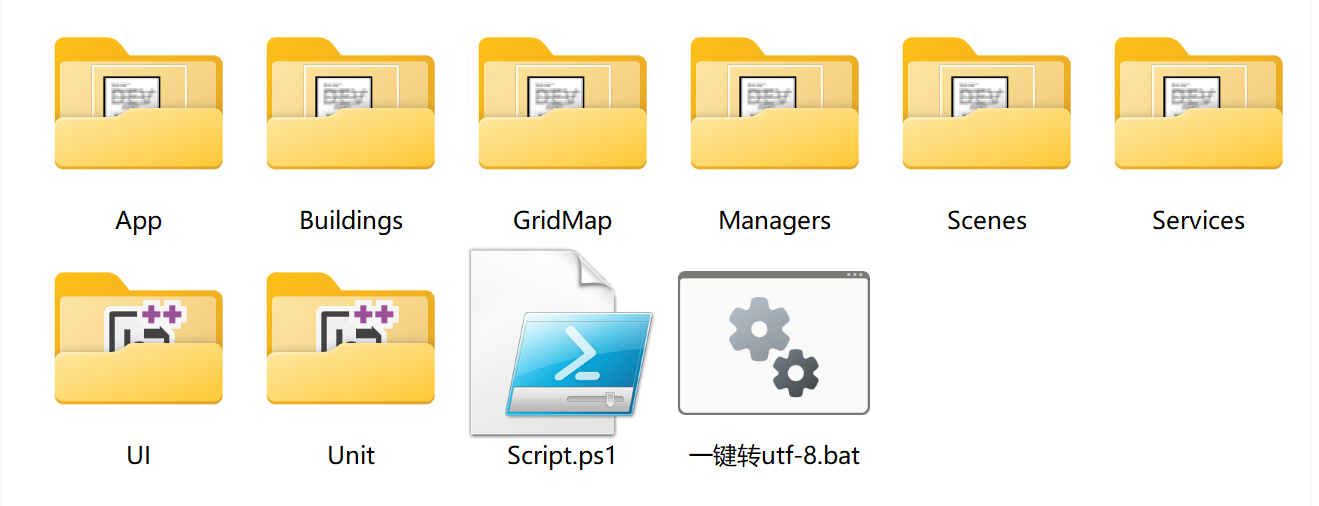 App
Buildings
GridMap
Managers
Scenes
Services
UI
Unit
Script.ps1
一键转utf-8.bat